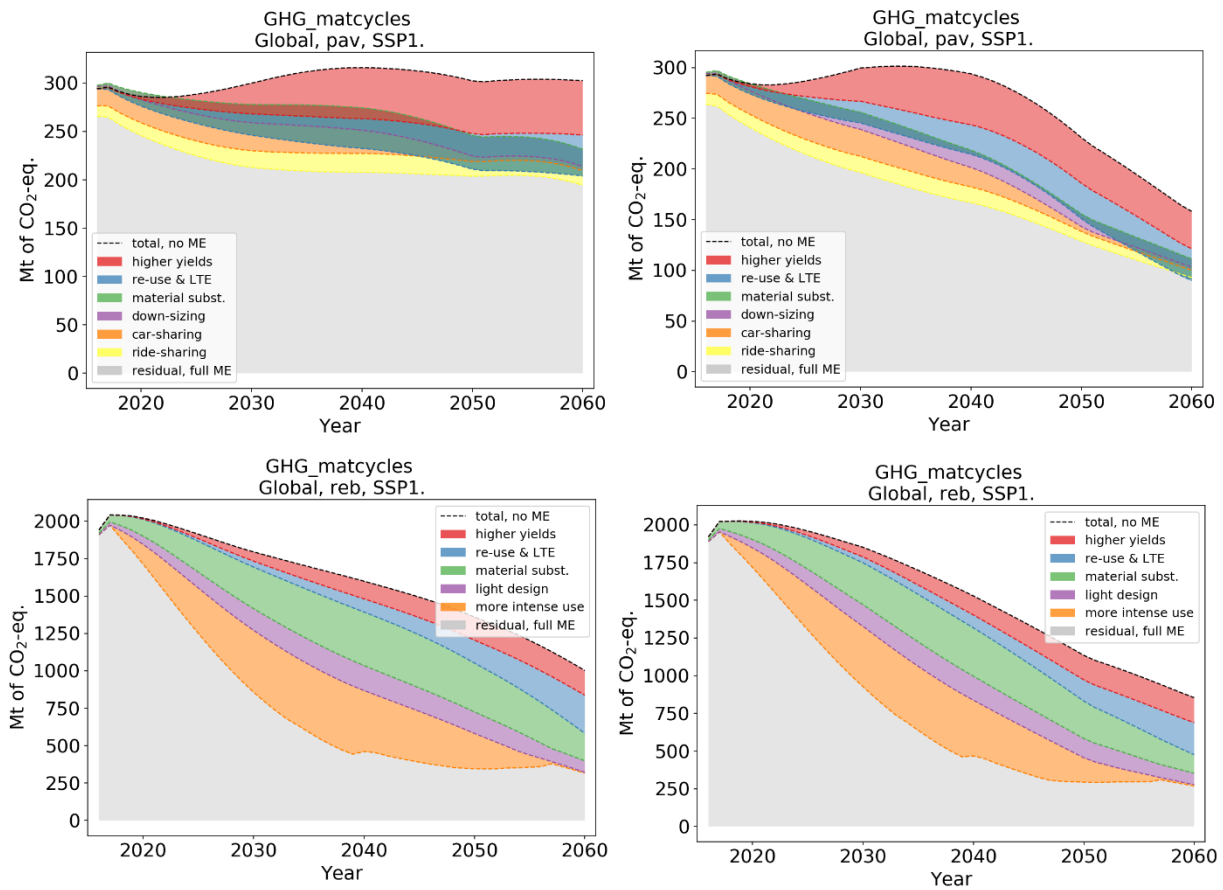 GHG_matcycles
Global, pav, SSP1.
Mt of CO₂-eq.
300
250
200
150
100
50
0
total, no ME
higher yields
re-use & LTE
material subst.
down-sizing
car-sharing
ride-sharing
residual, full ME
2020
2030
2040
2050
2060
Year
GHG_matcycles
Global, pav, SSP1.
Mt of CO₂-eq.
300
250
200
150
100
50
0
total, no ME
higher yields
re-use & LTE
material subst.
down-sizing
car-sharing
ride-sharing
residual, full ME
2020
2030
2040
2050
2060
Year
GHG_matcycles
Global, reb, SSP1.
Mt of CO₂-eq.
2000
1750
1500
1250
1000
750
500
250
0
total, no ME
higher yields
re-use & LTE
material subst.
light design
more intense use
residual, full ME
2020
2030
2040
2050
2060
Year
GHG_matcycles
Global, reb, SSP1.
Mt of CO₂-eq.
2000
1750
1500
1250
1000
750
500
250
0
total, no ME
higher yields
re-use & LTE
material subst.
light design
more intense use
residual, full ME
2020
2030
2040
2050
2060
Year